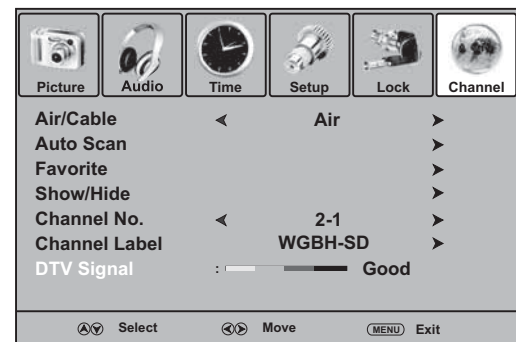 Picture Audio Time Setup Lock Channel
Air/Cable Air
Auto Scan
Favorite
Show/Hide
Channel No. 2-1
Channel Label WGBH-SD
DTV Signal : Good
Select Move MENU Exit